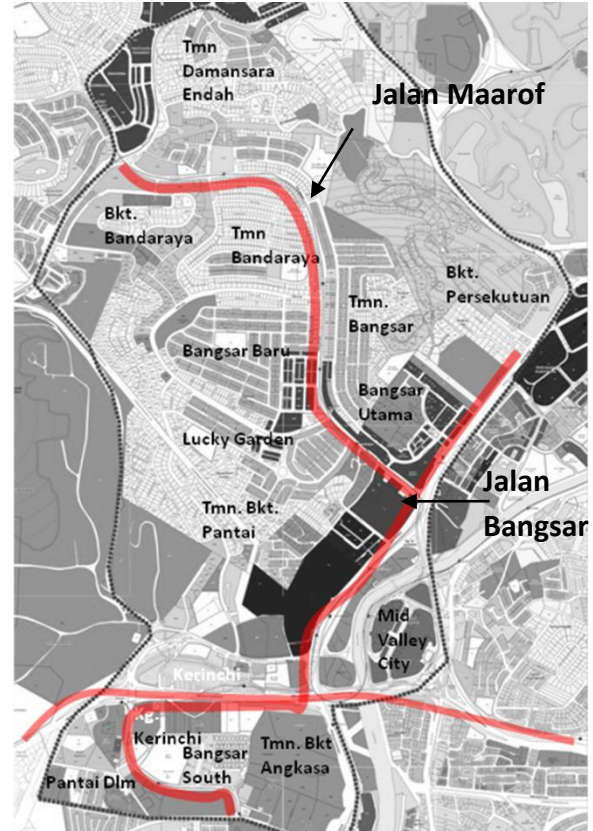 Tmn
Damansara
Endah
Jalan Maarof
Bkt.
Bandaraya
Tmn
Bandaraya
Bkt.
Persekutuan
Tmn.
Bangsar
Bangsar Baru
Bangsar
Utama
Lucky Garden
Jalan
Bangsar
Tmn. Bkt.
Pantai
Mid
Valley
City
Kerinchi
Kg.
Kerinchi
Bangsar
South
Tmn. Bkt
Angkasa
Pantai Dlm